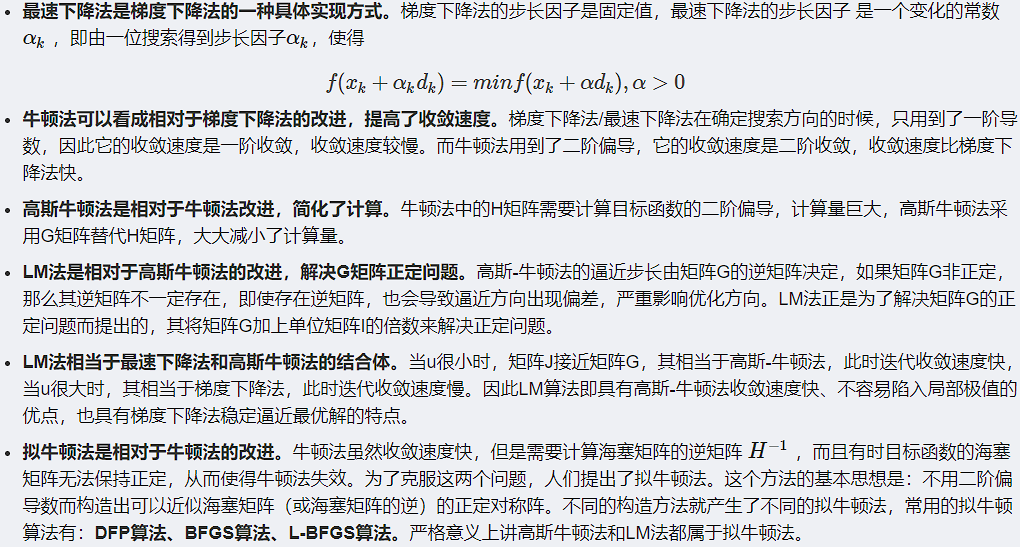 • 最速下降法是梯度下降法的一种具体实现方式。梯度下降法的步长因子是固定值，最速下降法的步长因子 是一个变化的常数
αₖ ，即由一位搜索得到步长因子αₖ，使得
f(xₖ + αₖdₖ) = minf(xₖ + αdₖ), α > 0
• 牛顿法可以看成相对于梯度下降法的改进，提高了收敛速度。梯度下降法/最速下降法在确定搜索方向的时候，只用到了一阶导
数，因此它的收敛速度是一阶收敛，收敛速度较慢。而牛顿法用到了二阶偏导，它的收敛速度是二阶收敛，收敛速度比梯度下
降法快。
• 高斯牛顿法是相对于牛顿法改进，简化了计算。牛顿法中的H矩阵需要计算目标函数的二阶偏导，计算量巨大，高斯牛顿法采
用G矩阵替代H矩阵，大大减小了计算量。
• LM法是相对于高斯牛顿法的改进，解决G矩阵正定问题。高斯-牛顿法的逼近步长由矩阵G的逆矩阵决定，如果矩阵G非正定，
那么其逆矩阵不一定存在，即使存在逆矩阵，也会导致逼近方向出现偏差，严重影响优化方向。LM法正是为了解决矩阵G的正
定问题而提出的，其将矩阵G加上单位矩阵I的倍数来解决正定问题。
• LM法相当于最速下降法和高斯牛顿法的结合体。当u很小时，矩阵J接近矩阵G，其相当于高斯-牛顿法，此时迭代收敛速度快，
当u很大时，其相当于梯度下降法，此时迭代收敛速度慢。因此LM算法即具有高斯-牛顿法收敛速度快、不容易陷入局部极值的
优点，也具有梯度下降法稳定逼近最优解的特点。
• 拟牛顿法是相对于牛顿法的改进。牛顿法虽然收敛速度快，但是需要计算海塞矩阵的逆矩阵 H⁻¹ ，而且有时目标函数的海塞
矩阵无法保持正定，从而使得牛顿法失效。为了克服这两个问题，人们提出了拟牛顿法。这个方法的基本思想是：不用二阶偏
导数而构造出可以近似海塞矩阵（或海塞矩阵的逆）的正定对称阵。不同的构造方法就产生了不同的拟牛顿法，常用的拟牛顿
算法有：DFP算法、BFGS算法、L-BFGS算法。严格意义上讲高斯牛顿法和LM法都属于拟牛顿法。